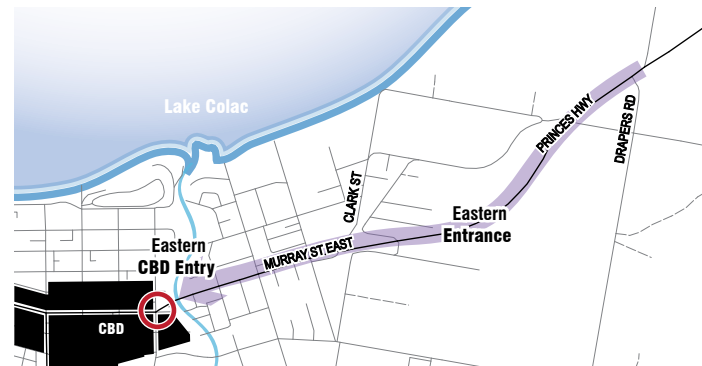 Lake Colac
PRINCES HWY
DRAPERS RD
CLARK ST
Eastern
Entrance
Eastern
CBD Entry
MURRAY ST EAST
CBD